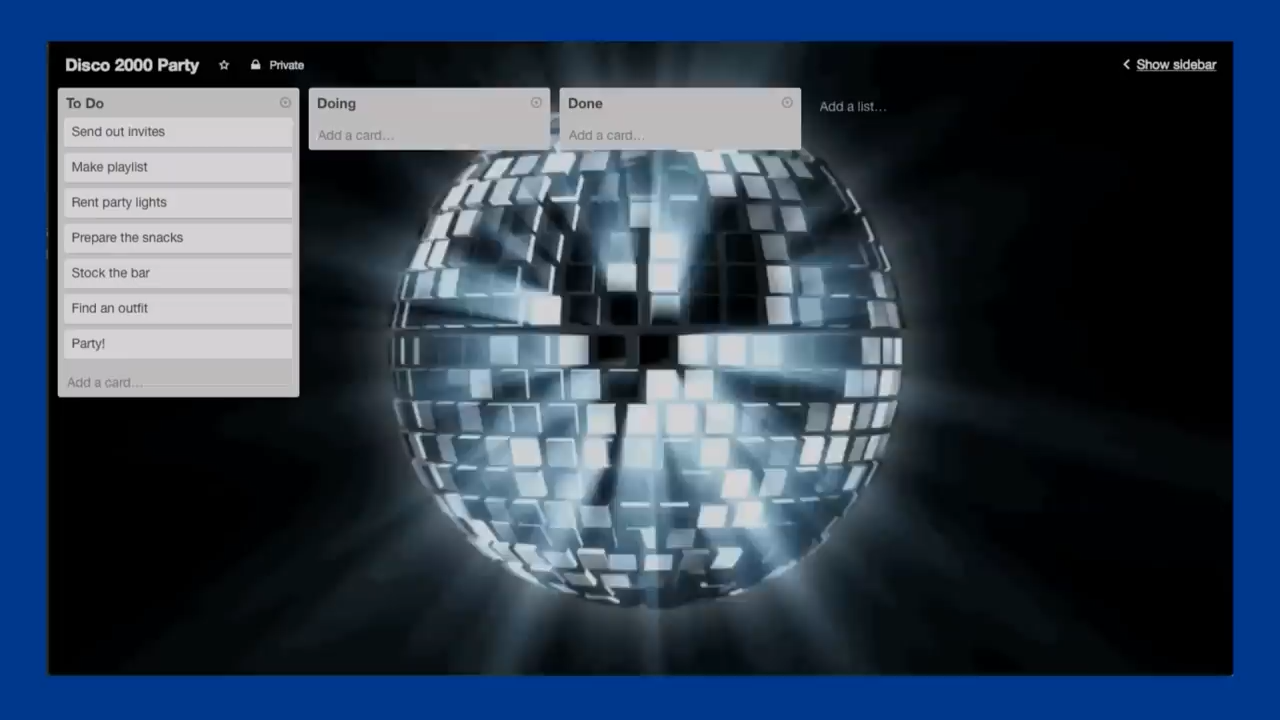 Disco 2000 Party
Private
Show sidebar
To Do
Send out invites
Make playlist
Rent party lights
Prepare the snacks
Stock the bar
Find an outfit
Party!
Add a card…
Doing
Add a card…
Done
Add a card…
Add a list…